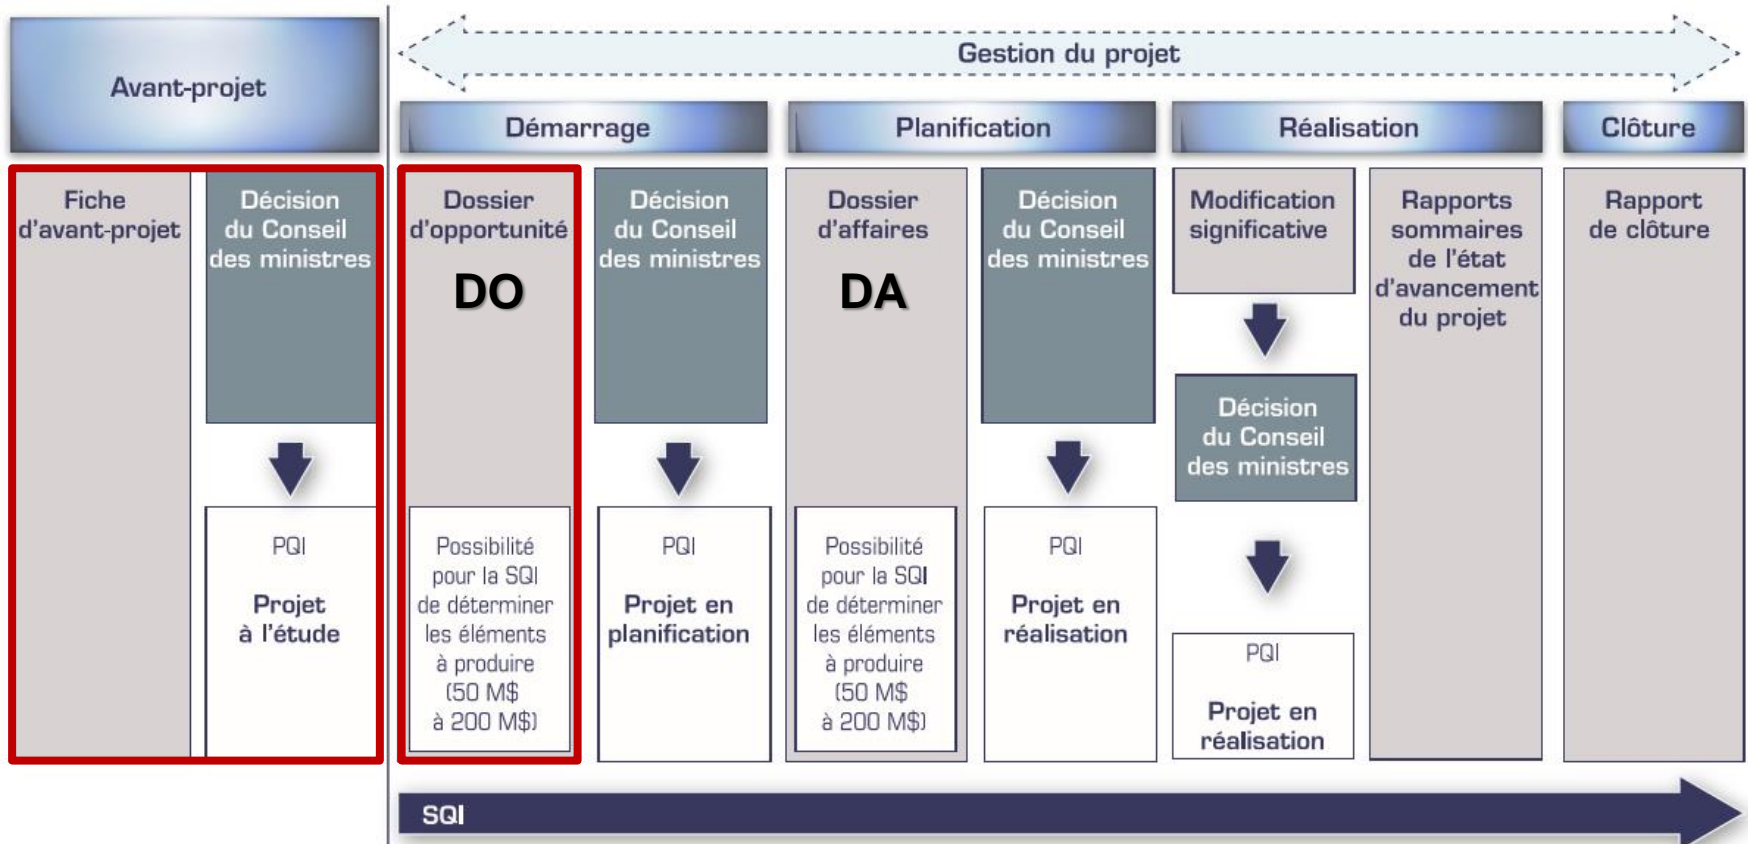 Avant-projet
Gestion du projet
Démarrage
Planification
Réalisation
Clôture
Fiche
d'avant-projet
Décision
du Conseil
des ministres
PQI
Projet
à l'étude
Dossier
d'opportunité
DO
Possibilité
pour la SQI
de déterminer
les éléments
à produire
(50 M$
à 200 M$)
Décision
du Conseil
des ministres
PQI
Projet en
planification
Dossier
d'affaires
DA
Possibilité
pour la SQI
de déterminer
les éléments
à produire
(50 M$
à 200 M$)
Décision
du Conseil
des ministres
PQI
Projet en
réalisation
Modification
significative
Décision
du Conseil
des ministres
PQI
Projet en
réalisation
Rapports
sommaires
de l'état
d'avancement
du projet
Rapport
de clôture
SQI